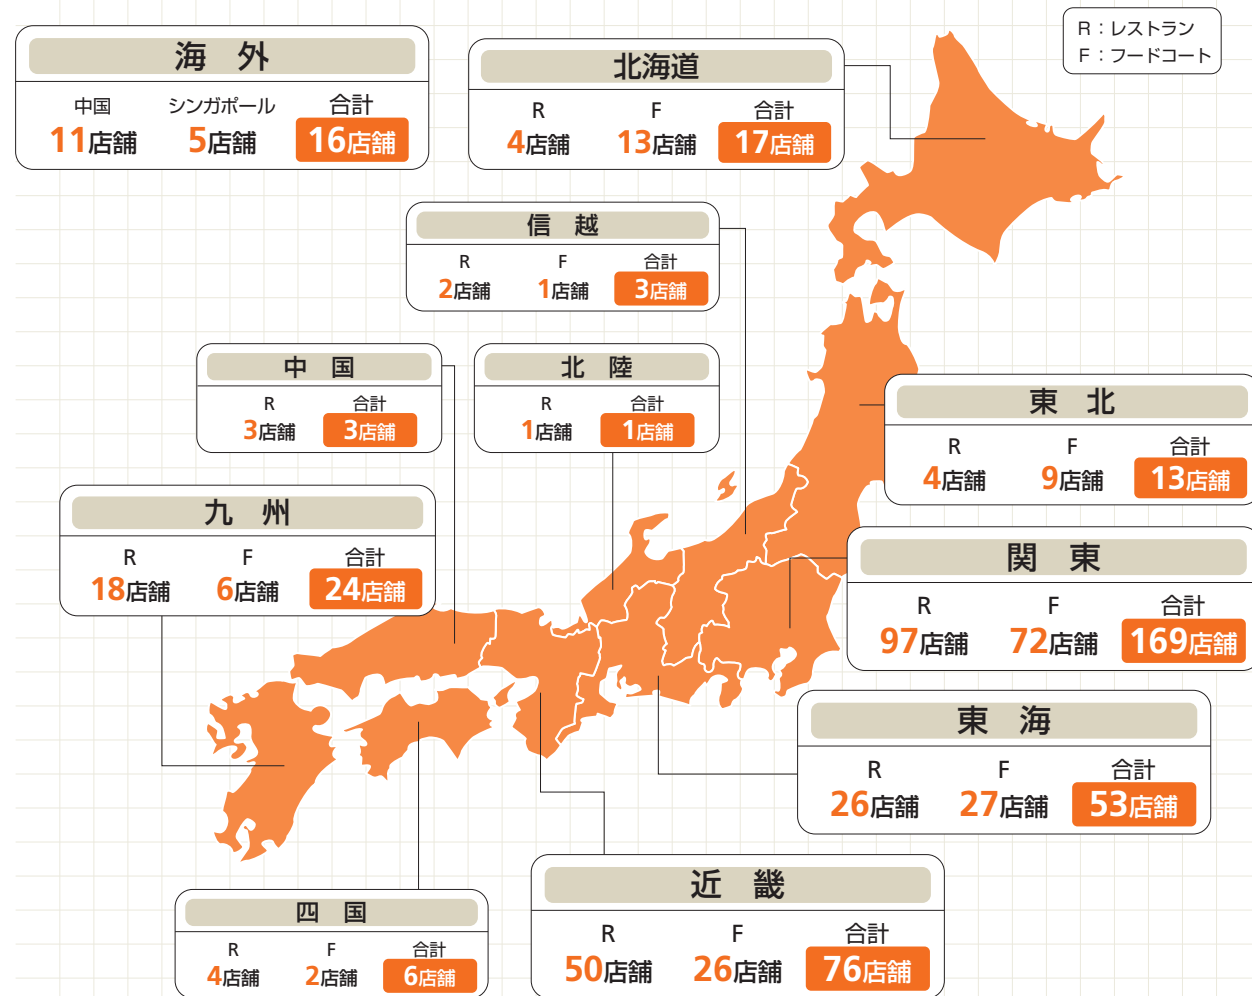 R：レストラン
F：フードコート
海 外
中国 シンガポール 合計
11店舗 5店舗 16店舗
北海道
R F 合計
4店舗 13店舗 17店舗
信 越
R F 合計
2店舗 1店舗 3店舗
中 国
R 合計
3店舗 3店舗
北 陸
R 合計
1店舗 1店舗
東 北
R F 合計
4店舗 9店舗 13店舗
九 州
R F 合計
18店舗 6店舗 24店舗
関 東
R F 合計
97店舗 72店舗 169店舗
東 海
R F 合計
26店舗 27店舗 53店舗
近 畿
R F 合計
50店舗 26店舗 76店舗
四 国
R F 合計
4店舗 2店舗 6店舗